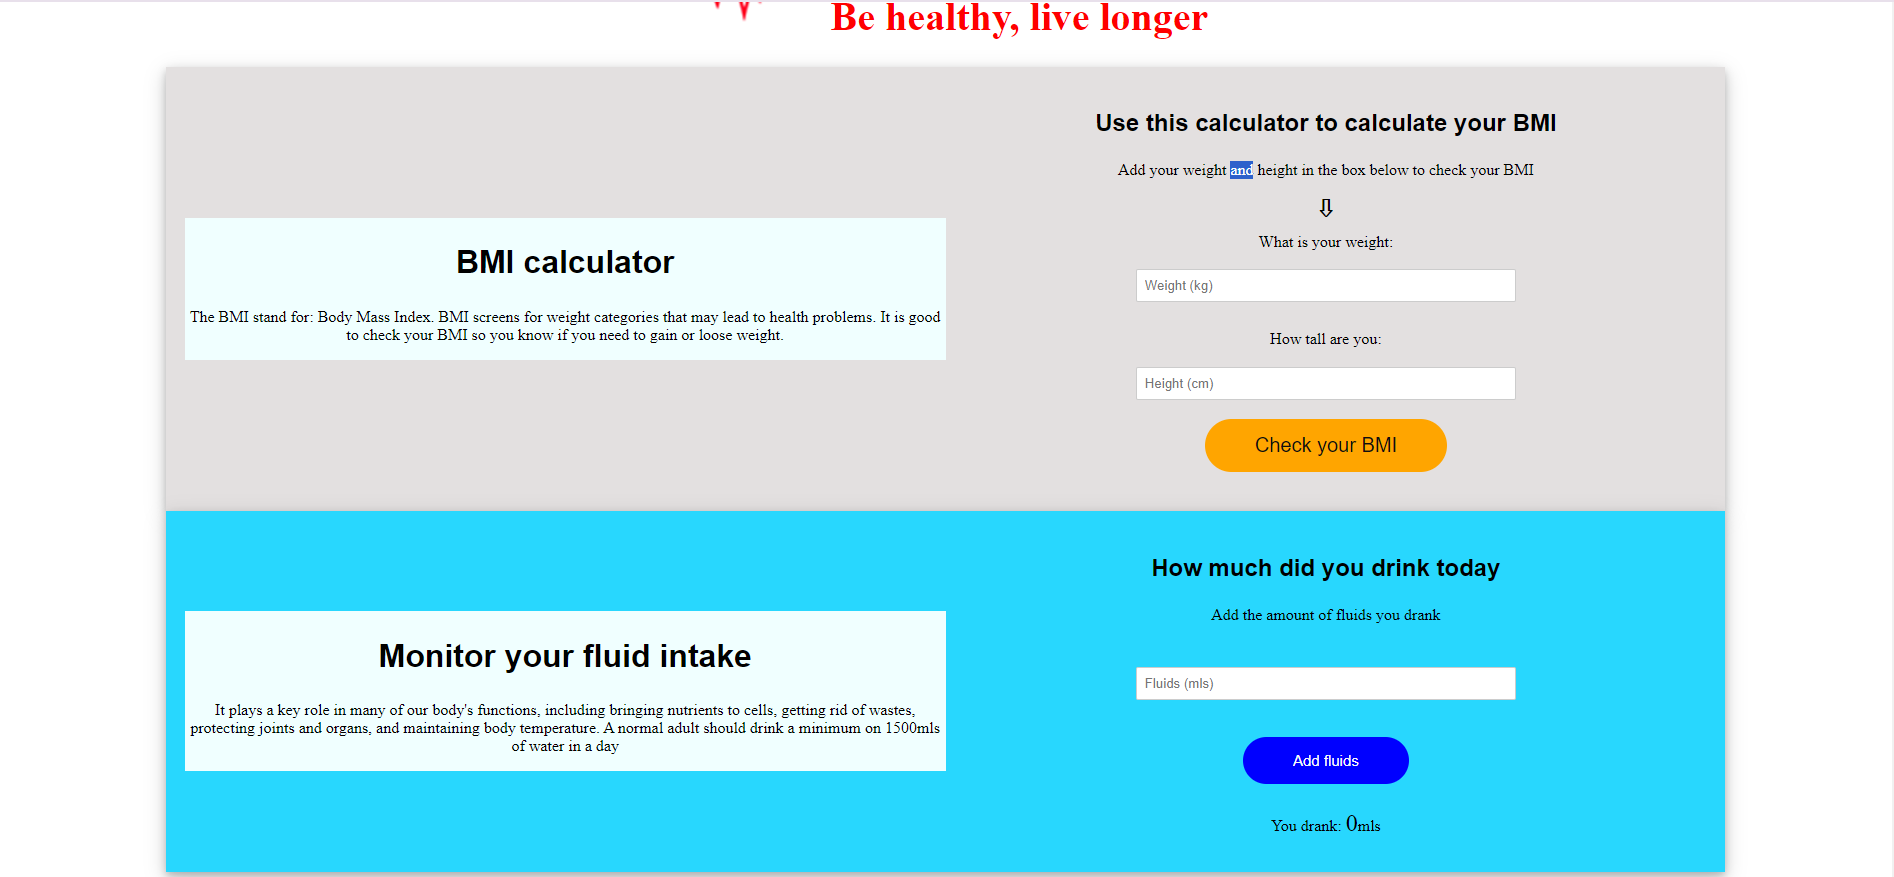 Be healthy, live longer
BMI calculator
The BMI stand for: Body Mass Index. BMI screens for weight categories that may lead to health problems. It is good
to check your BMI so you know if you need to gain or loose weight.
Use this calculator to calculate your BMI
Add your weight and height in the box below to check your BMI
⇩
What is your weight:
Weight (kg)
How tall are you:
Height (cm)
Check your BMI
Monitor your fluid intake
It plays a key role in many of our body's functions, including bringing nutrients to cells, getting rid of wastes,
protecting joints and organs, and maintaining body temperature. A normal adult should drink a minimum on 1500mls
of water in a day
How much did you drink today
Add the amount of fluids you drank
Fluids (mls)
Add fluids
You drank: 0mls